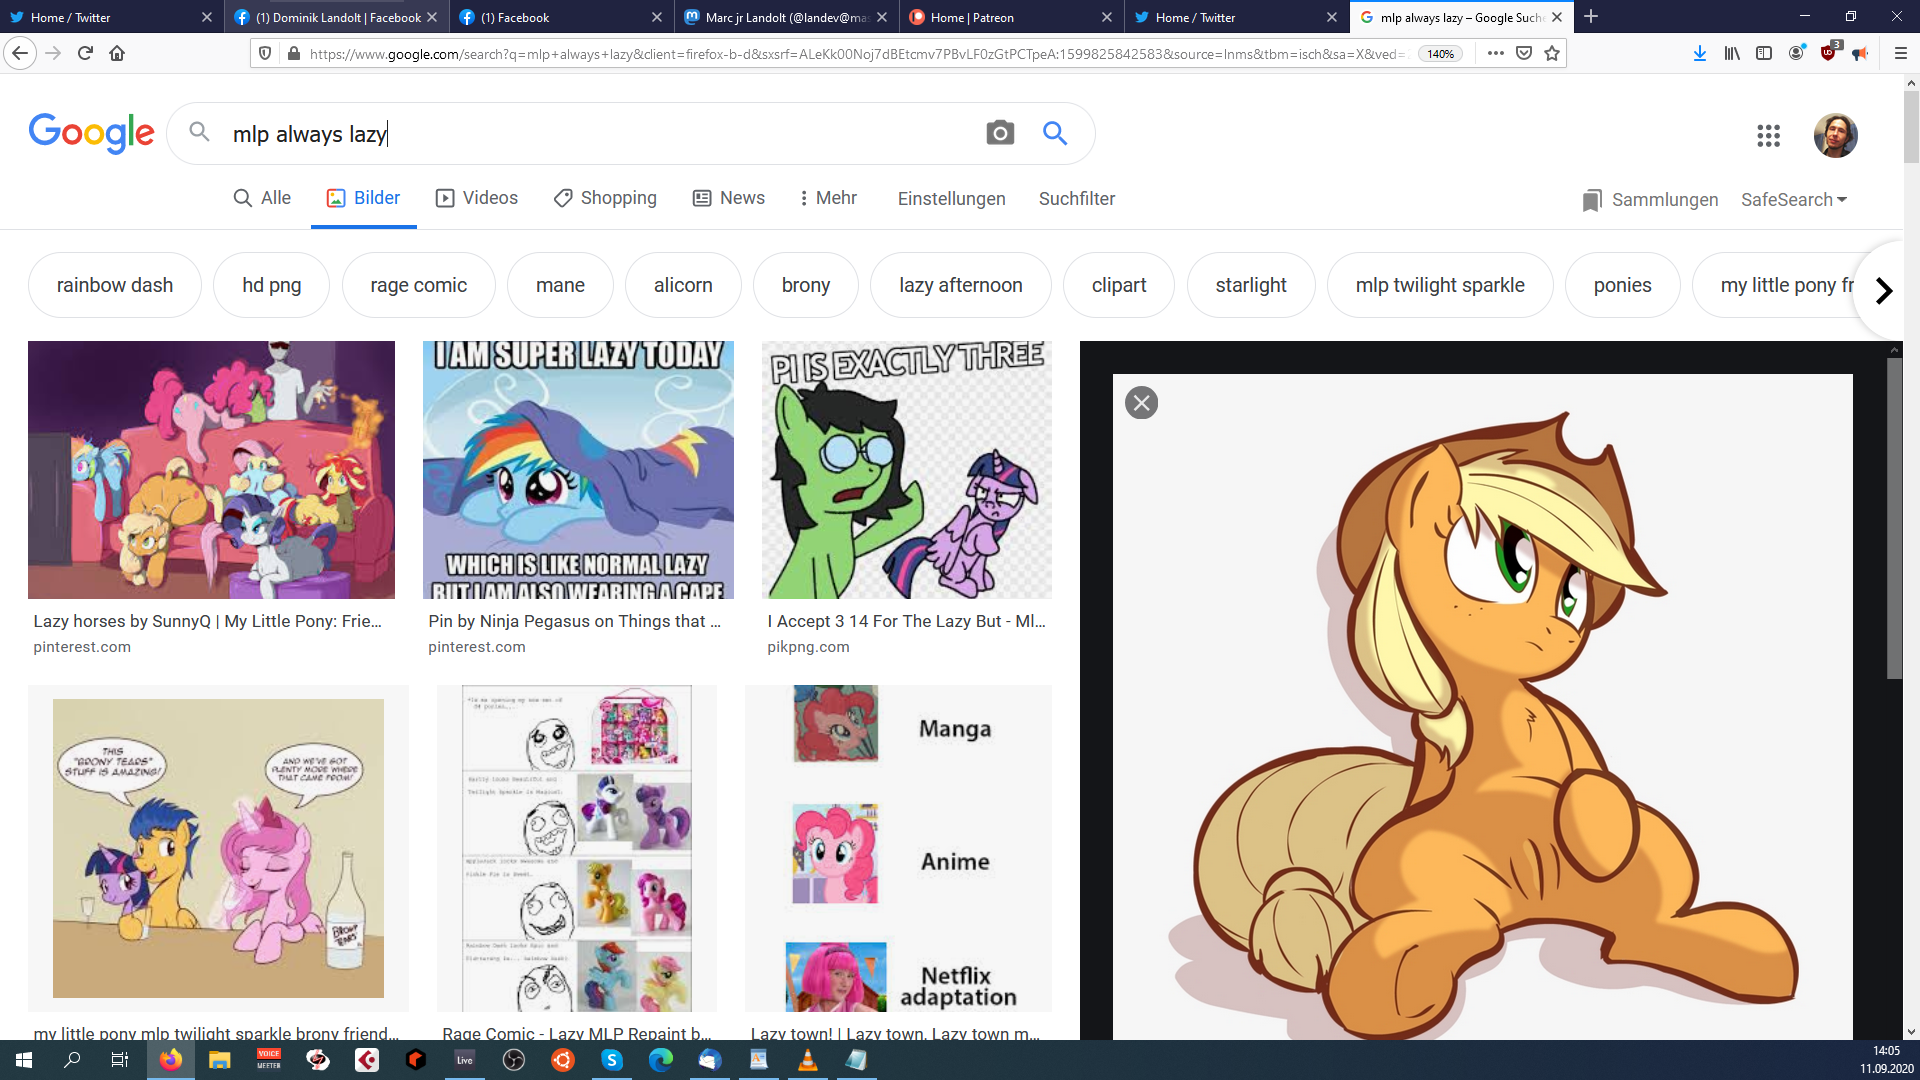 Home / Twitter
(1) Dominik Landolt | Facebook
(1) Facebook
Marc jr Landolt (@landev@mas
Home | Patreon
Home / Twitter
mlp always lazy – Google Suche
https://www.google.com/search?q=mlp+always+lazy&client=firefox-b-d&sxsrf=ALeKk00Noj7dBEtcmv7PBvLF0zGtPCTpeA:1599825842583&source=lnms&tbm=isch&sa=X&ved=
140%
3
Google
mlp always lazy
Alle
Bilder
Videos
Shopping
News
Mehr
Einstellungen
Suchfilter
Sammlungen
SafeSearch
rainbow dash
hd png
rage comic
mane
alicorn
brony
lazy afternoon
clipart
starlight
mlp twilight sparkle
ponies
my little pony fr
I AM SUPER LAZY TODAY
WHICH IS LIKE NORMAL LAZY
BUT I AM ALSO WEARING A CAPE
PI IS EXACTLY THREE
Lazy horses by SunnyQ | My Little Pony: Frie...
pinterest.com
Pin by Ninja Pegasus on Things that ...
pinterest.com
I Accept 3 14 For The Lazy But - Ml...
pikpng.com
THIS
"BRONY TEARS"
STUFF IS AMAZING!
AND WE'VE GOT
PLENTY MORE WHERE
THAT CAME FROM!
BRONY
TEARS
Manga
Anime
Netflix
adaptation
my little pony mlp twilight sparkle brony friend...
Rage Comic - Lazy MLP Repaint b...
Lazy town! | Lazy town, Lazy town m...
VOICE
MEETER
Live
14:05
11.09.2020